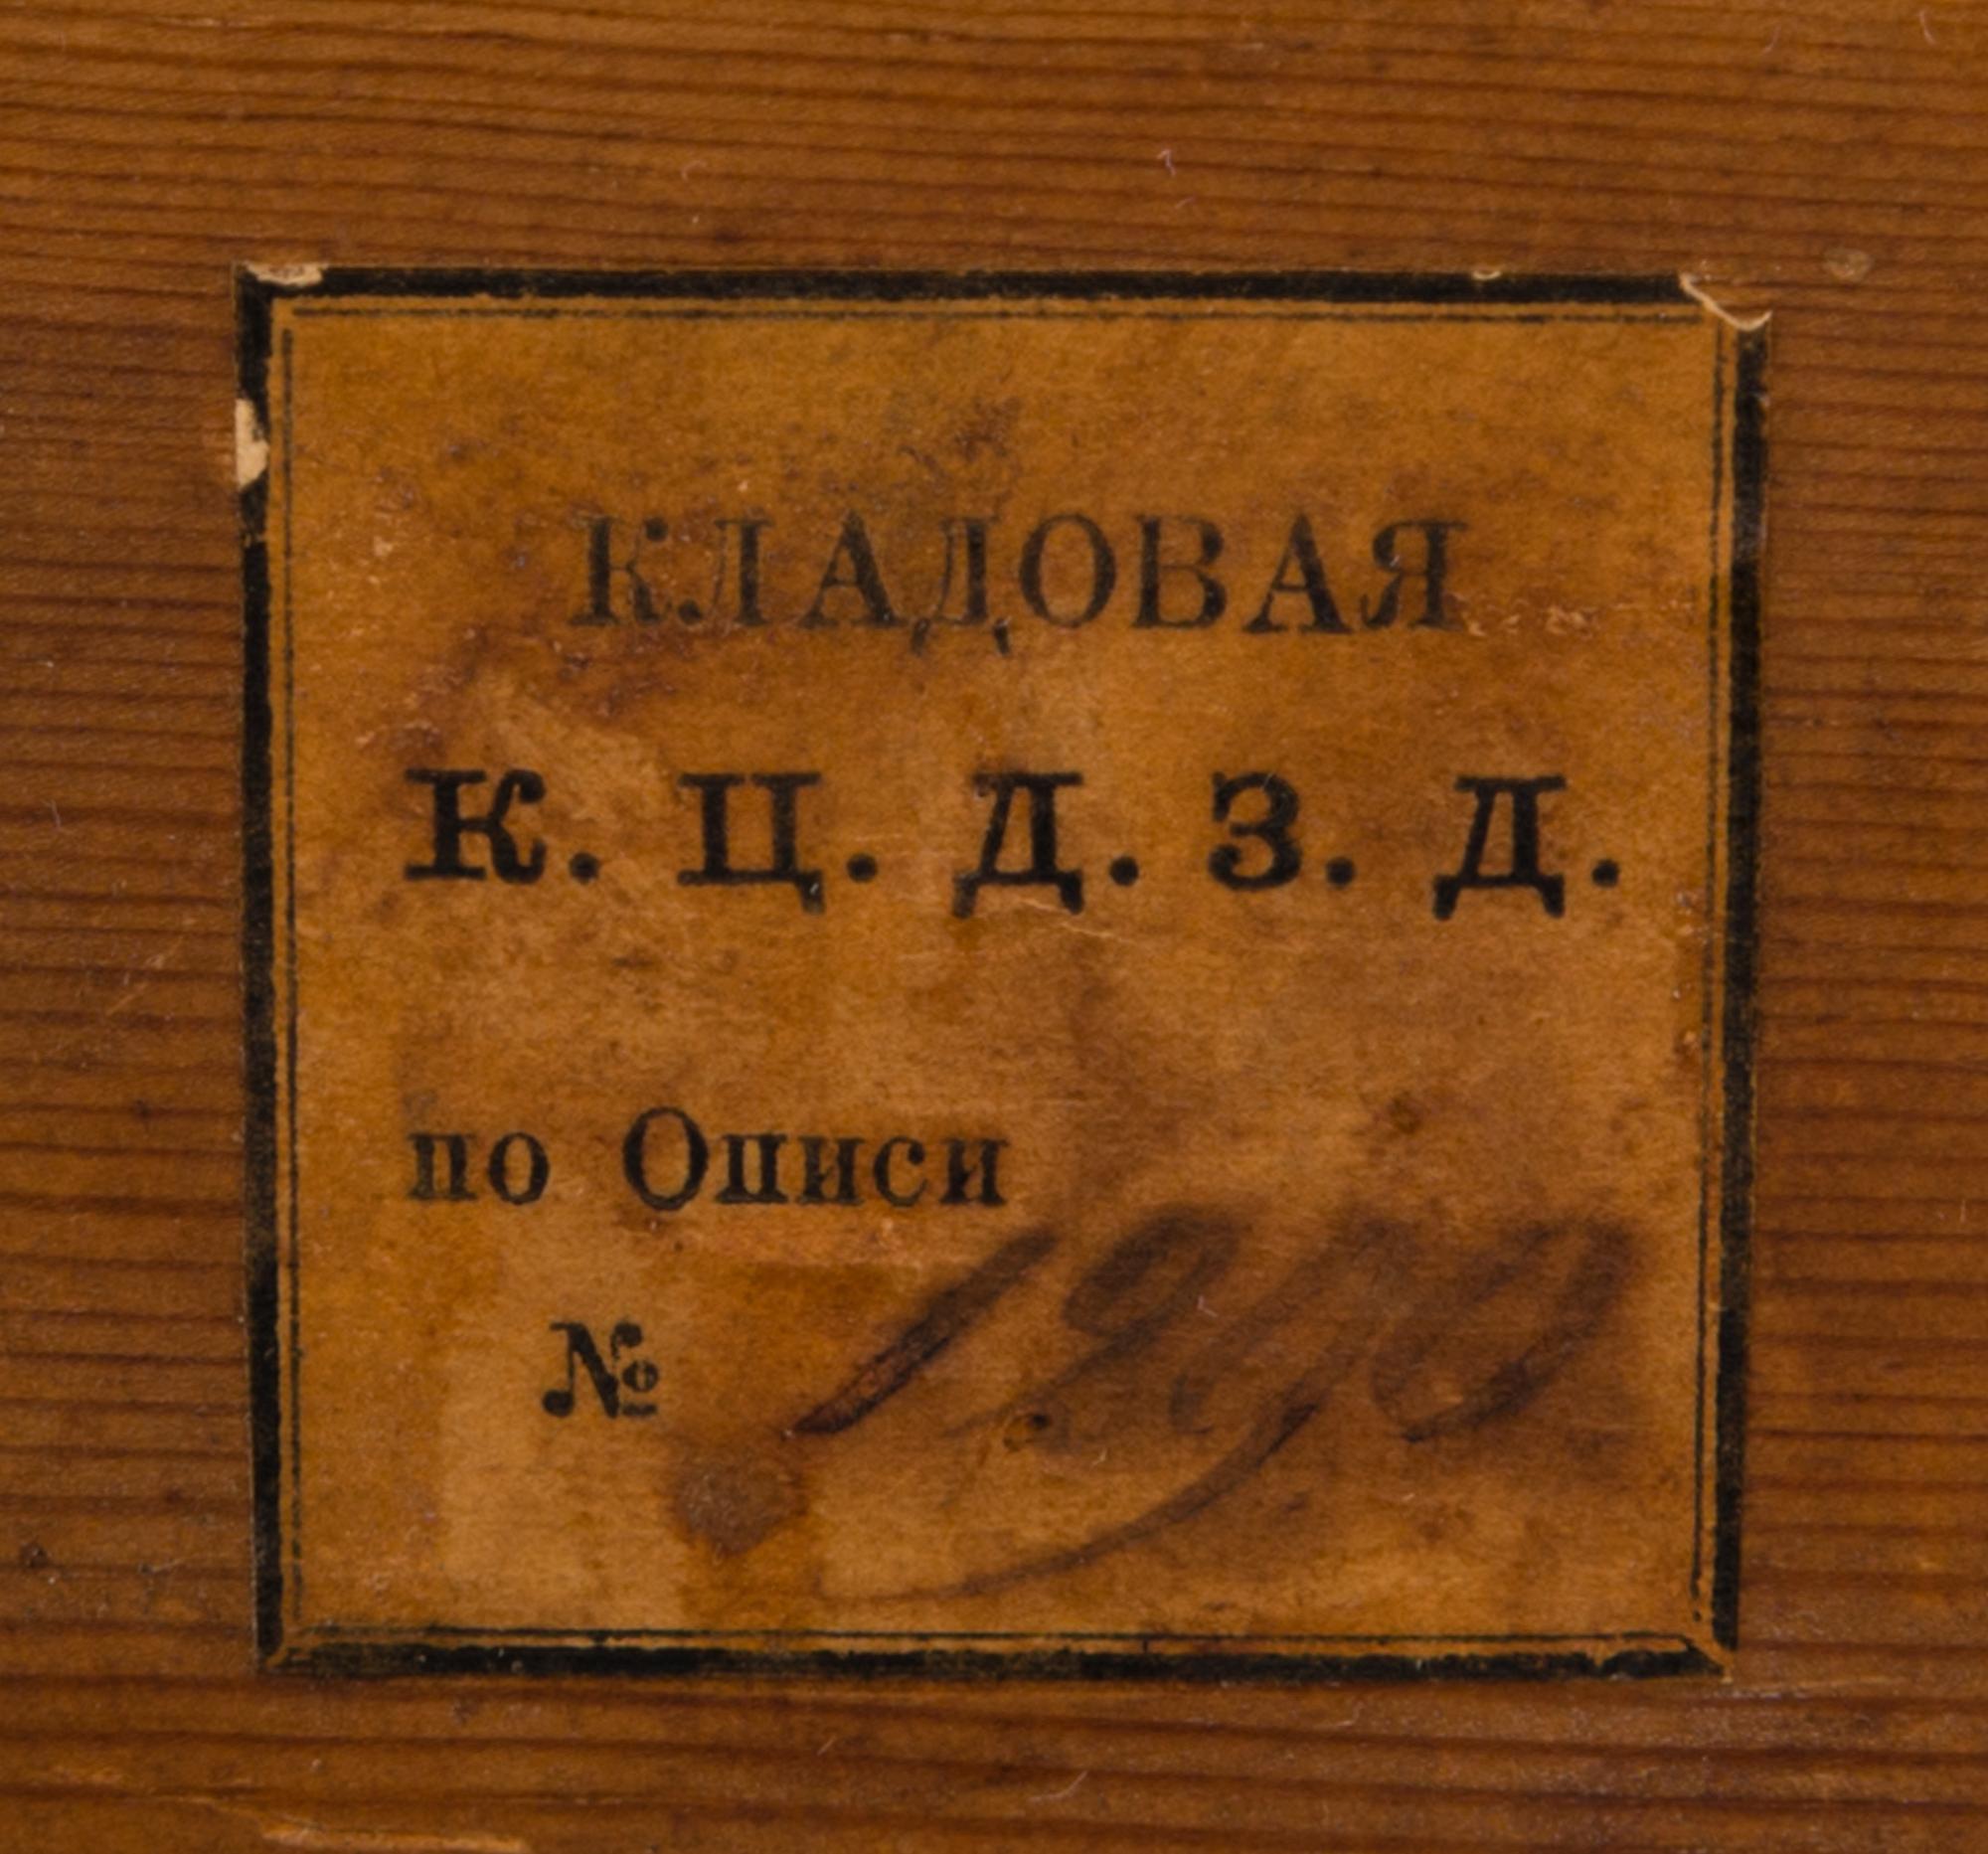 КЛАДОВАЯ
К. Ц. Д. З. Д.
по Описи
№